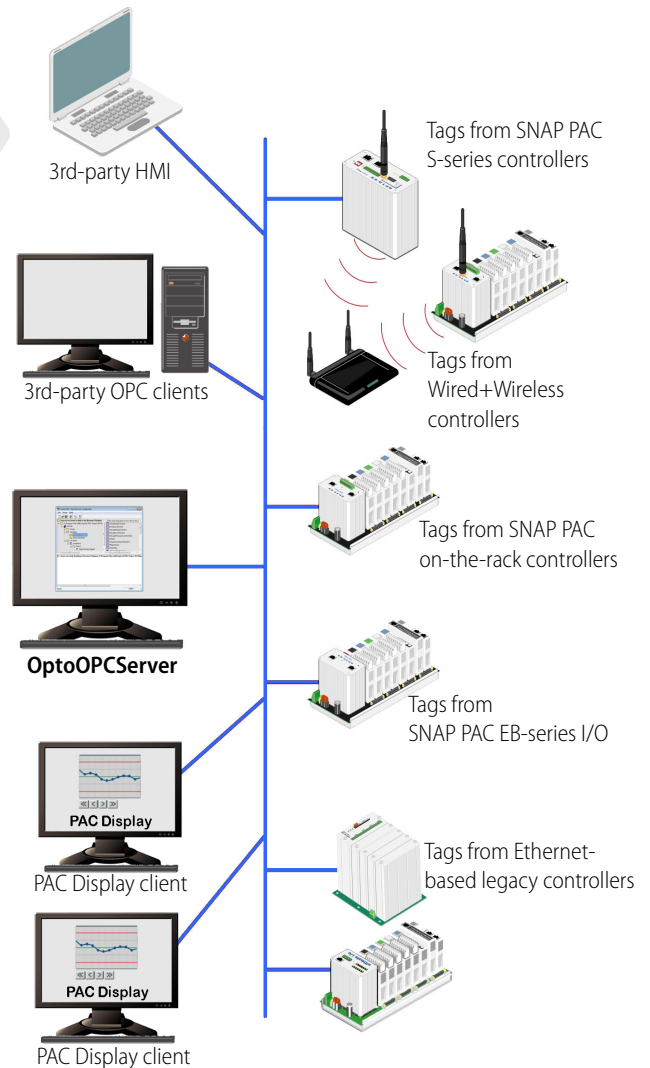 3rd-party HMI
Tags from SNAP PAC
S-series controllers
3rd-party OPC clients
Tags from
Wired+Wireless
controllers
OptoOPCServer
Tags from SNAP PAC
on-the-rack controllers
Tags from
SNAP PAC EB-series I/O
PAC Display
PAC Display client
Tags from Ethernet-
based legacy controllers
PAC Display
PAC Display client